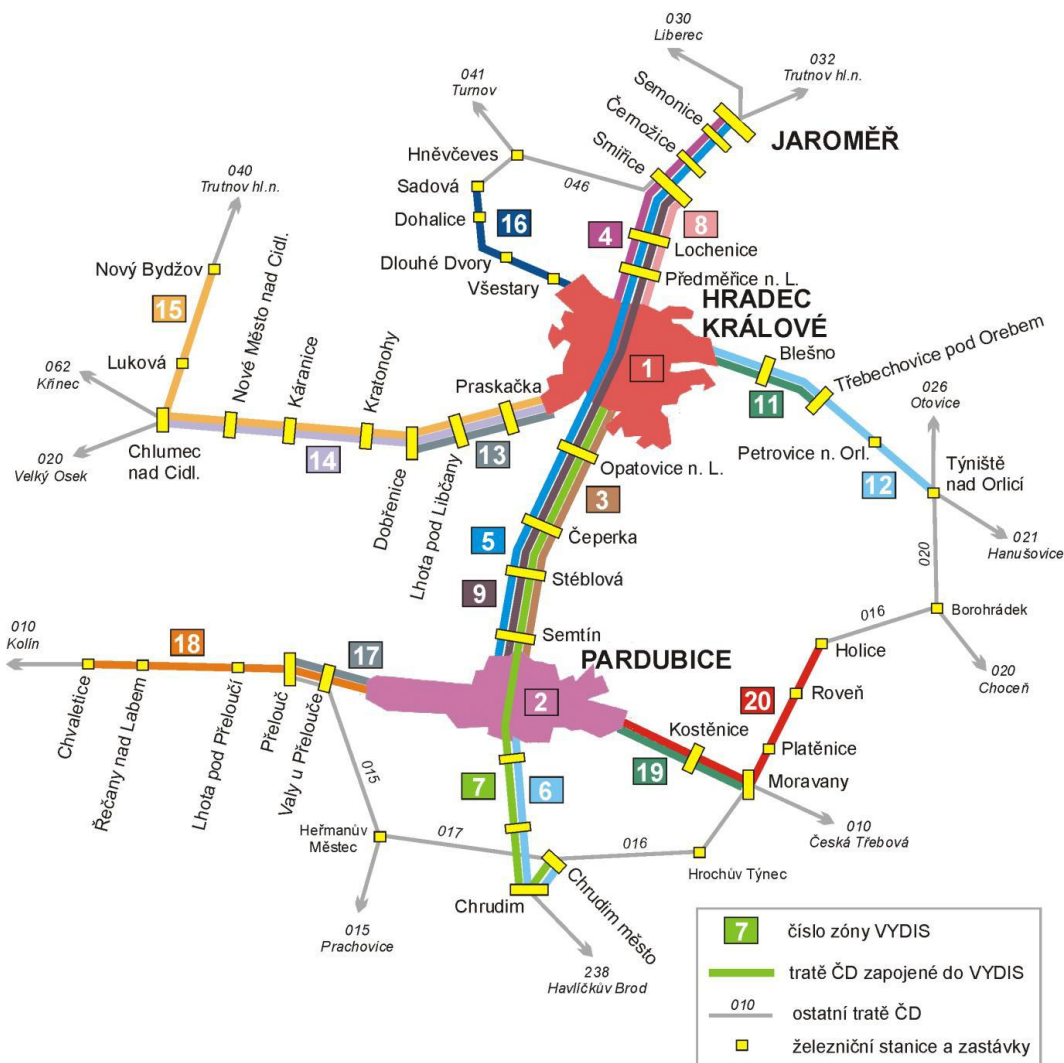 030
Liberec
032
Trutnov hl.n.
041
Turnov
Semonice
Černožice
Smiřice
JAROMĚŘ
Hněvčeves
046
040
Trutnov hl.n.
Sadová
Dohalice
16
4
8
Lochenice
Dlouhé Dvory
Předměřice n. L.
Nový Bydžov
Všestary
HRADEC
KRÁLOVÉ
15
Nové Město nad Cidl.
Káranice
Kratonohy
Luková
062
Křinec
Praskačka
1
Blešno
Třebechovice pod Orebem
11
026
Otovice
Chlumec
nad Cidl.
020
Velký Osek
14
13
Dobřenice
Lhota pod Libčany
Opatovice n. L.
Petrovice n. Orl.
12
Týniště
nad Orlicí
3
5
Čeperka
021
Hanušovice
020
9
Stéblová
Borohrádek
016
010
Kolín
18
17
Semtín
PARDUBICE
Holice
020
Choceň
Chvaletice
Řečany nad Labem
Lhota pod Přeloučí
Přelouč
Valy u Přelouče
2
20
Roveň
Kostěnice
Platěnice
19
Moravany
015
7
6
010
Česká Třebová
Heřmanův
Městec
017
016
Hrochův Týnec
Chrudim
Chrudim město
015
Prachovice
238
Havlíčkův Brod
7
číslo zóny VYDIS
tratě ČD zapojené do VYDIS
010
ostatní tratě ČD
železniční stanice a zastávky